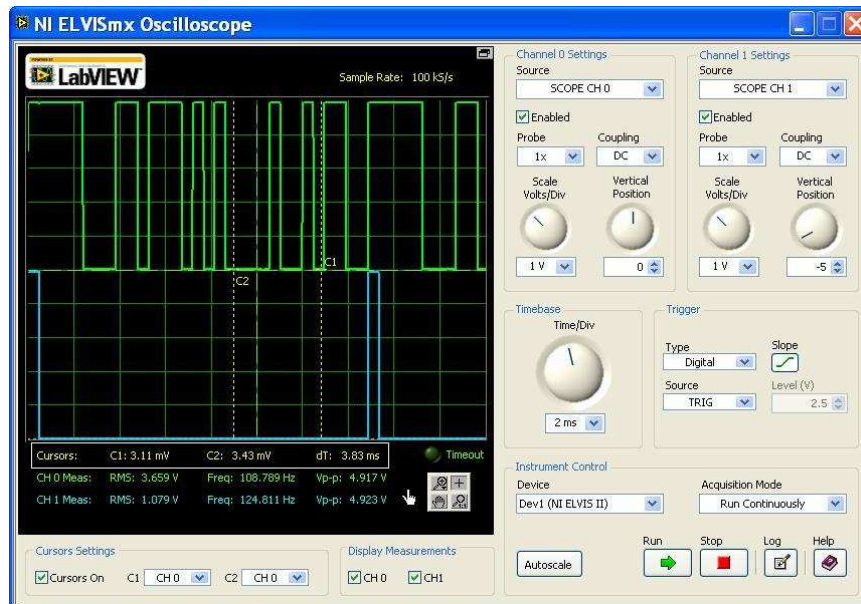 NI ELVISmx Oscilloscope
POWERED BY
LabVIEW
Sample Rate: 100 kS/s
C1
C2
Cursors: C1: 3.11 mV C2: 3.43 mV dT: 3.83 ms
Timeout
CH 0 Meas: RMS: 3.659 V Freq: 108.789 Hz Vp-p: 4.917 V
CH 1 Meas: RMS: 1.079 V Freq: 124.811 Hz Vp-p: 4.923 V
Cursors Settings
Cursors On C1 CH 0 C2 CH 0
Display Measurements
CH 0 CH1
Channel 0 Settings
Source
SCOPE CH 0
Enabled
Probe Coupling
1x DC
Scale Volts/Div
Vertical Position
1 V 0
Channel 1 Settings
Source
SCOPE CH 1
Enabled
Probe Coupling
1x DC
Scale Volts/Div
Vertical Position
1 V -5
Timebase
Time/Div
2 ms
Trigger
Type Slope
Digital
Source Level (V)
TRIG 2.5
Instrument Control
Device Acquisition Mode
Dev1 (NI ELVIS II) Run Continuously
Run Stop Log Help
Autoscale